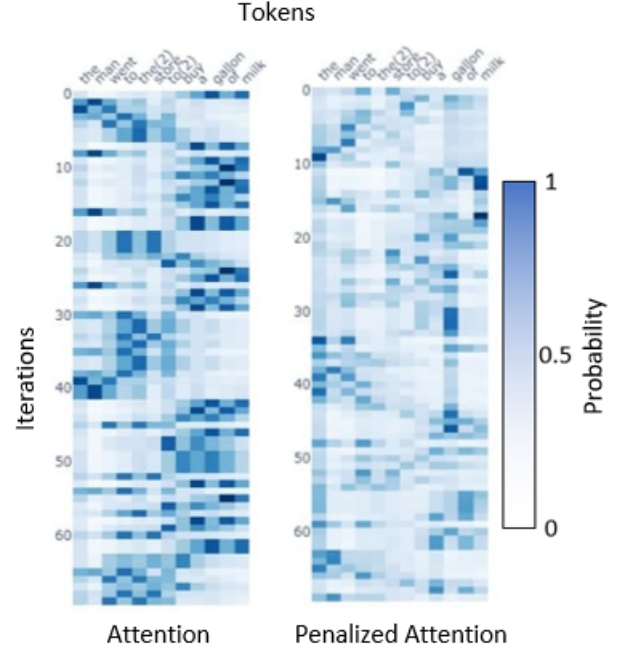 Tokens
the man went to the(2) store to(2) buy a gallon of milk
the man went to the(2) store to(2) buy a gallon of milk
0
10
20
30
40
50
60
0
10
20
30
40
50
60
Iterations
1
0.5
0
Probability
Attention
Penalized Attention